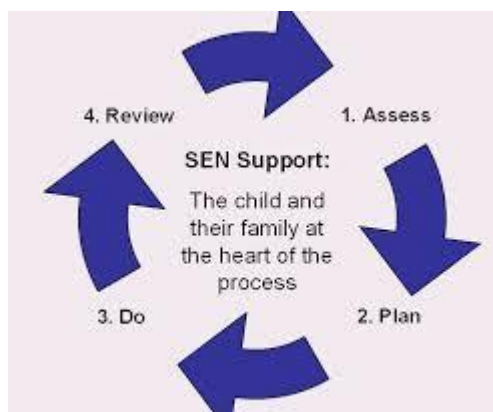 4. Review
1. Assess
SEN Support:
The child and
their family at
the heart of the
process
3. Do
2. Plan